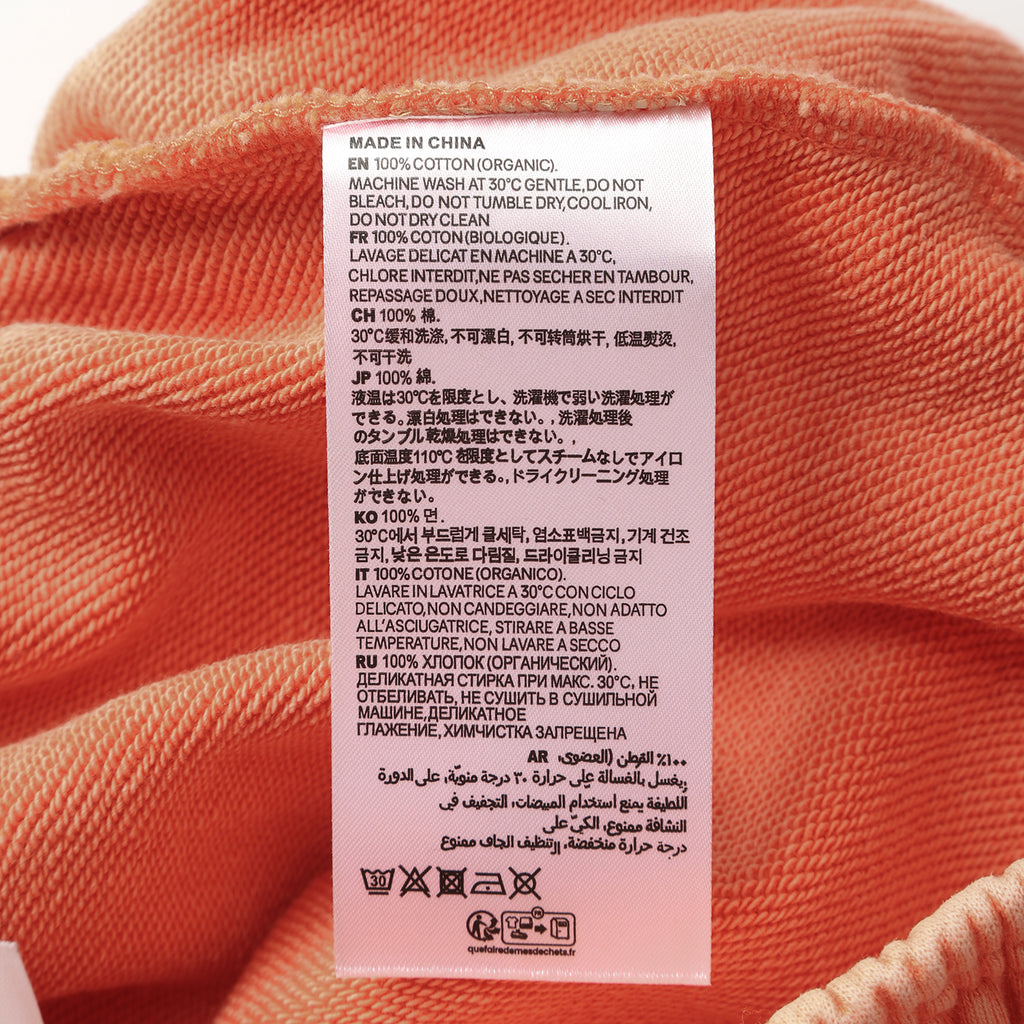 MADE IN CHINA
EN 100% COTTON (ORGANIC).
MACHINE WASH AT 30°C GENTLE, DO NOT
BLEACH, DO NOT TUMBLE DRY, COOL IRON,
DO NOT DRY CLEAN
FR 100% COTON (BIOLOGIQUE).
LAVAGE DELICAT EN MACHINE A 30°C,
CHLORE INTERDIT, NE PAS SECHER EN TAMBOUR,
REPASSAGE DOUX, NETTOYAGE A SEC INTERDIT
CH 100% 棉.
30°C缓和洗涤, 不可漂白, 不可转筒烘干, 低温熨烫,
不可干洗
JP 100% 綿.
液温は30°Cを限度とし、洗濯機で弱い洗濯処理が
できる。漂白処理はできない。, 洗濯処理後
のタンブル乾燥処理はできない。,
底面温度110°Cを限度としてスチームなしでアイロ
ン仕上げ処理ができる。, ドライクリーニング処理
ができない。
KO 100% 면.
30°C에서 부드럽게 클세탁, 염소표백금지, 기계 건조
금지, 낮은 온도로 다림질, 드라이클리닝 금지
IT 100% COTONE (ORGANICO).
LAVARE IN LAVATRICE A 30°C CON CICLO
DELICATO, NON CANDEGGIARE, NON ADATTO
ALL'ASCIUGATRICE, STIRARE A BASSE
TEMPERATURE, NON LAVARE A SECCO
RU 100% ХЛОПОК (ОРГАНИЧЕСКИЙ).
ДЕЛИКАТНАЯ СТИРКА ПРИ МАКС. 30°C, НЕ
ОТБЕЛИВАТЬ, НЕ СУШИТЬ В СУШИЛЬНОЙ
МАШИНЕ, ДЕЛИКАТНОЕ
ГЛАЖЕНИЕ, ХИМЧИСТКА ЗАПРЕЩЕНА
١٠٠٪ القطن (العضوي، AR
يغسل بالغسالة على حرارة ٣٠ درجة مئويّة، على الدورة
اللطيفة يمنع استخدام المبيضات، التجفيف في
النشافة ممنوع، الكيّ على
درجة حرارة منخفضة، التنظيف الجاف ممنوع
30
FR
quefairedemesdechets.fr